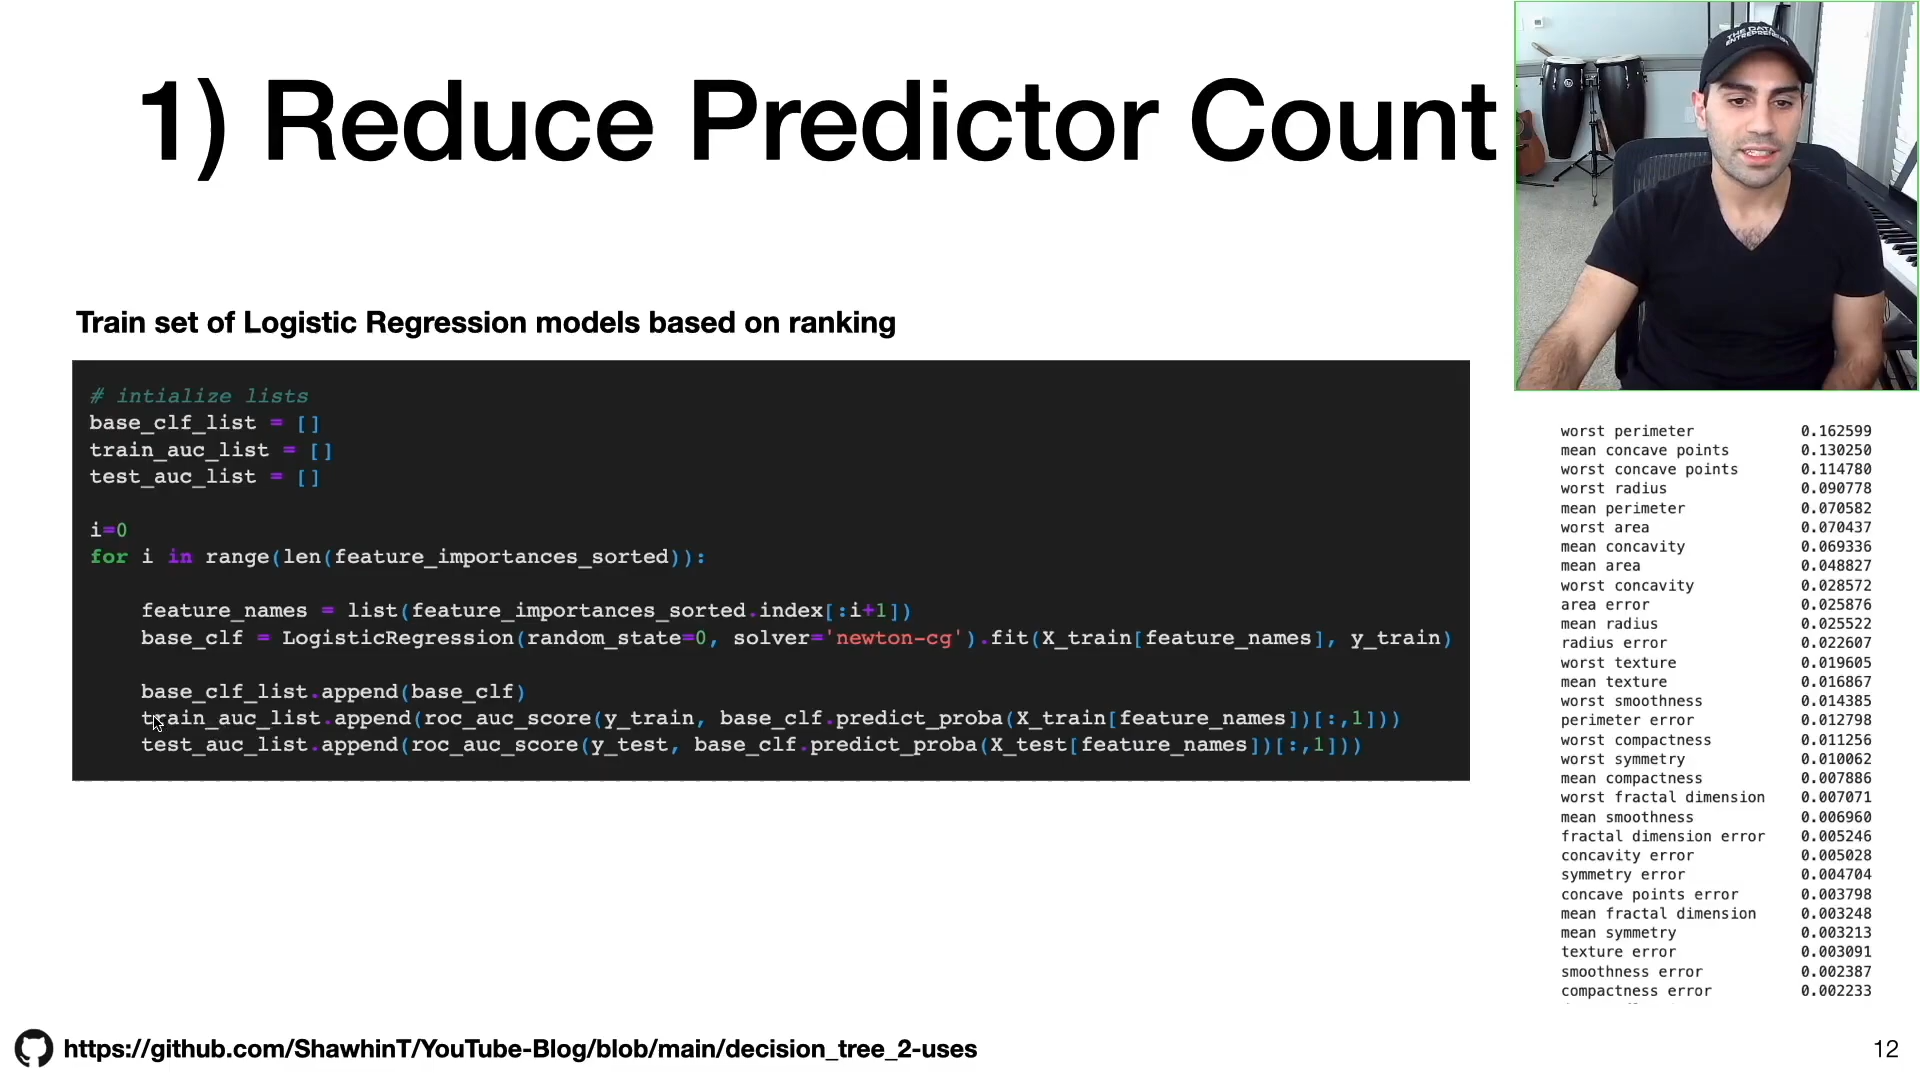 1) Reduce Predictor Count
THE DATA
ENTREPRENEURS
Train set of Logistic Regression models based on ranking
# intialize lists
base_clf_list = []
train_auc_list = []
test_auc_list = []
i=0
for i in range(len(feature_importances_sorted)):
feature_names = list(feature_importances_sorted.index[:i+1])
base_clf = LogisticRegression(random_state=0, solver='newton-cg').fit(X_train[feature_names], y_train)
base_clf_list.append(base_clf)
train_auc_list.append(roc_auc_score(y_train, base_clf.predict_proba(X_train[feature_names])[:,1]))
test_auc_list.append(roc_auc_score(y_test, base_clf.predict_proba(X_test[feature_names])[:,1]))
worst perimeter 0.162599
mean concave points 0.130250
worst concave points 0.114780
worst radius 0.090778
mean perimeter 0.070582
worst area 0.070437
mean concavity 0.069336
mean area 0.048827
worst concavity 0.028572
area error 0.025876
mean radius 0.025522
radius error 0.022607
worst texture 0.019605
mean texture 0.016867
worst smoothness 0.014385
perimeter error 0.012798
worst compactness 0.011256
worst symmetry 0.010062
mean compactness 0.007886
worst fractal dimension 0.007071
mean smoothness 0.006960
fractal dimension error 0.005246
concavity error 0.005028
symmetry error 0.004704
concave points error 0.003798
mean fractal dimension 0.003248
mean symmetry 0.003213
texture error 0.003091
smoothness error 0.002387
compactness error 0.002233
https://github.com/ShawhinT/YouTube-Blog/blob/main/decision_tree_2-uses
12